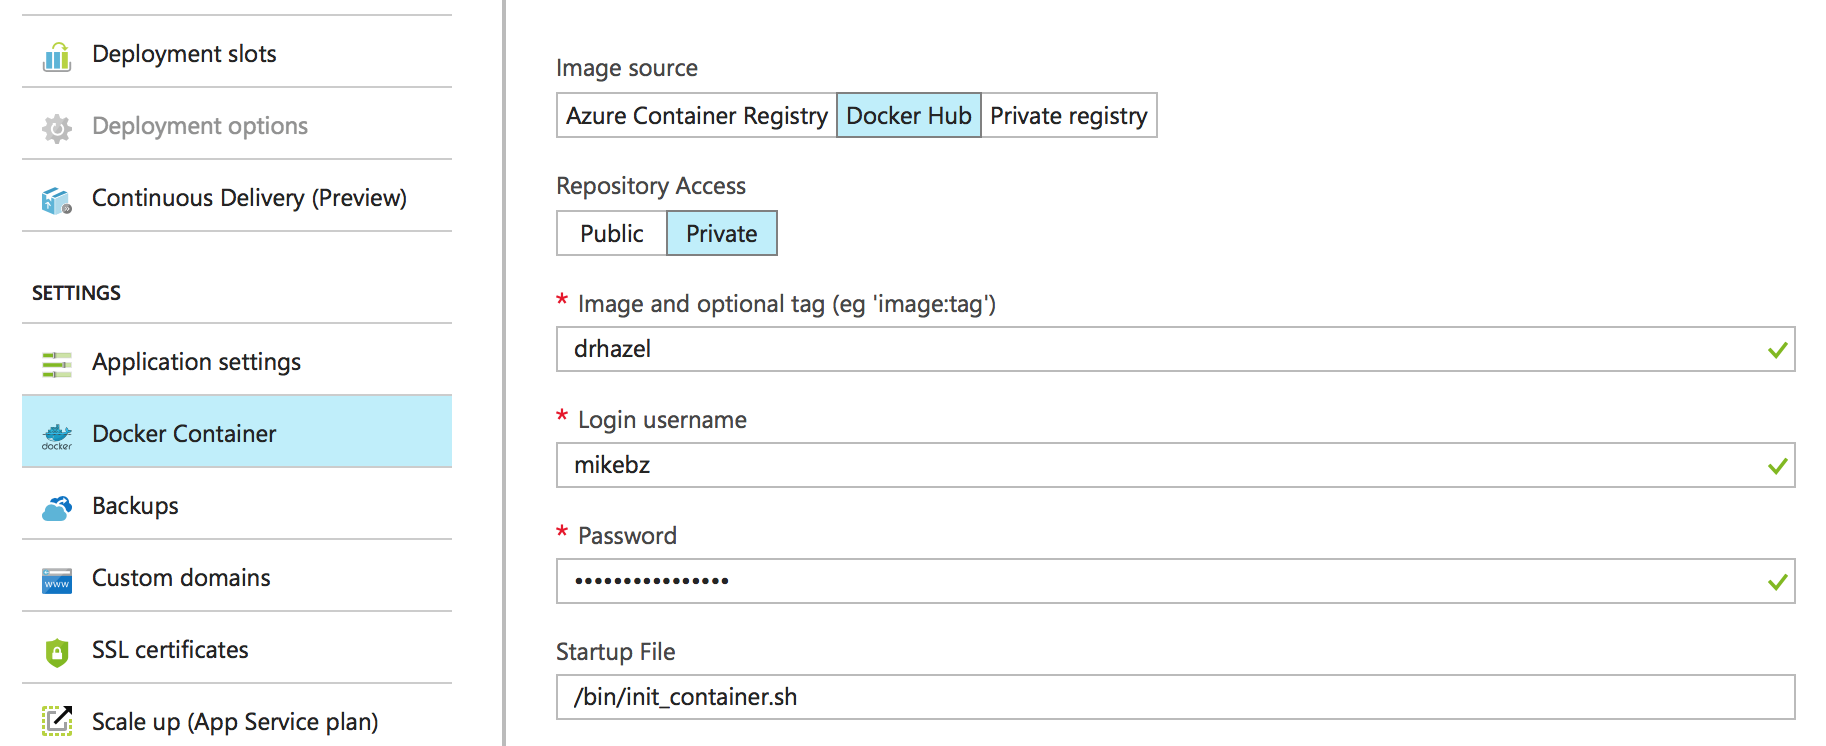 Deployment slots
Deployment options
Continuous Delivery (Preview)
SETTINGS
Application settings
docker
Docker Container
Backups
www
Custom domains
SSL certificates
Scale up (App Service plan)
Image source
Azure Container Registry Docker Hub Private registry
Repository Access
Public Private
* Image and optional tag (eg 'image:tag')
drhazel
* Login username
mikebz
* Password
••••••••••••••••
Startup File
/bin/init_container.sh